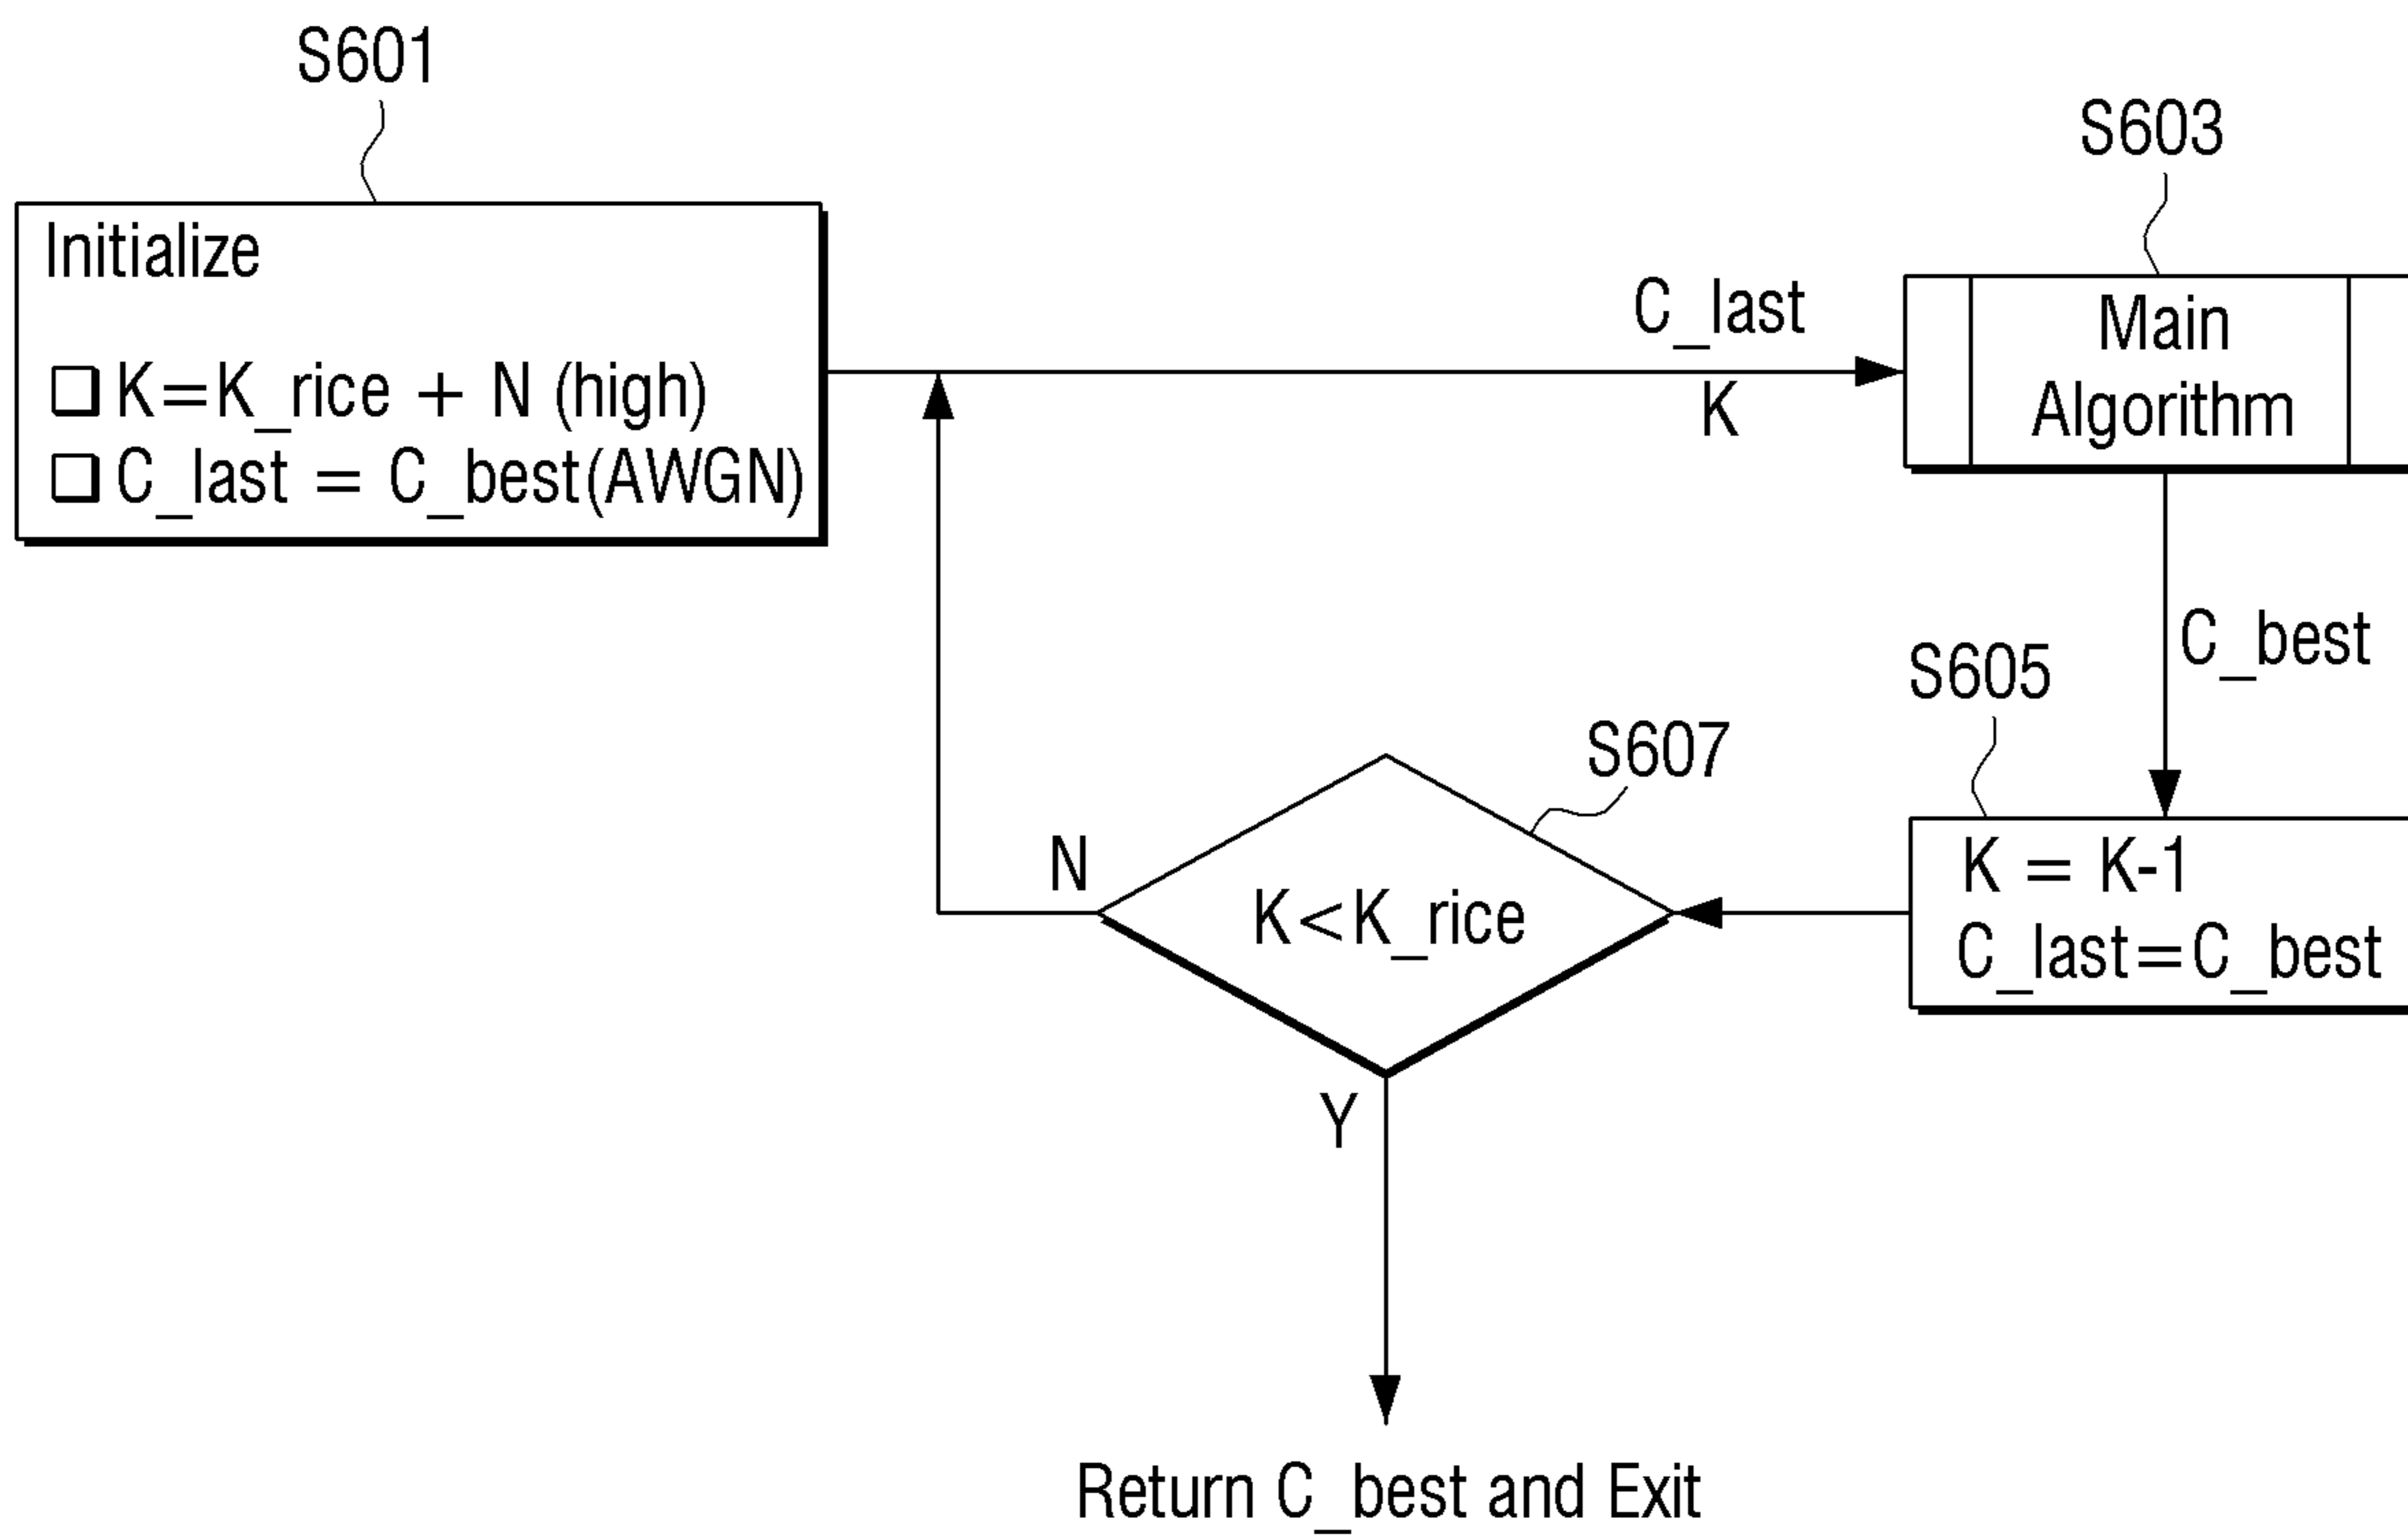 S601
Initialize
K=K_rice + N (high)
C_last = C_best(AWGN)
C_last
K
S603
Main
Algorithm
C_best
S605
K = K-1
C_last=C_best
S607
K<K_rice
N
Y
Return C_best and Exit